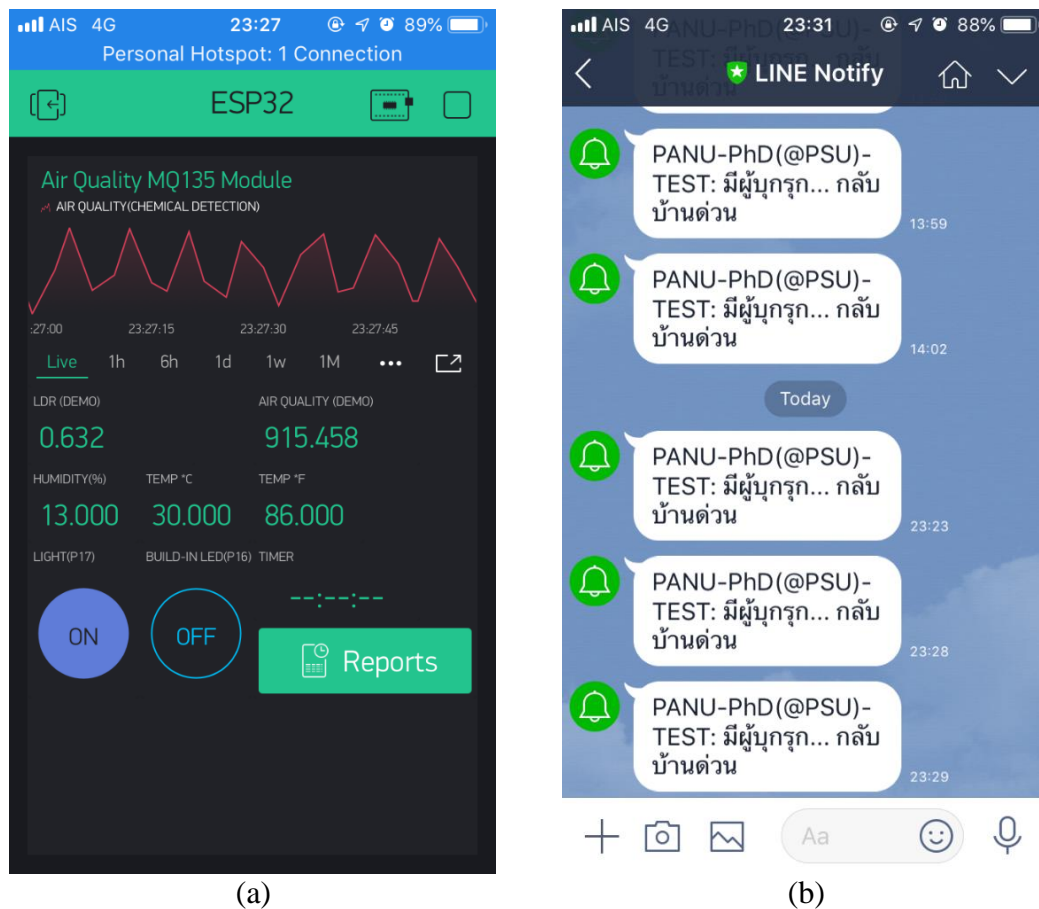 AIS 4G 23:27 89%
Personal Hotspot: 1 Connection
ESP32
Air Quality MQ135 Module
AIR QUALITY(CHEMICAL DETECTION)
:27:00 23:27:15 23:27:30 23:27:45
Live 1h 6h 1d 1w 1M •••
LDR (DEMO) AIR QUALITY (DEMO)
0.632 915.458
HUMIDITY(%) TEMP °C TEMP °F
13.000 30.000 86.000
LIGHT(P17) BUILD-IN LED(P16) TIMER
--:--:--
ON OFF
Reports
(a)
AIS 4G 23:31 88%
LINE Notify
PANU-PhD(@PSU)-
TEST: มีผู้บุกรุก... กลับ
บ้านด่วน
13:59
PANU-PhD(@PSU)-
TEST: มีผู้บุกรุก... กลับ
บ้านด่วน
14:02
Today
PANU-PhD(@PSU)-
TEST: มีผู้บุกรุก... กลับ
บ้านด่วน
23:23
PANU-PhD(@PSU)-
TEST: มีผู้บุกรุก... กลับ
บ้านด่วน
23:28
PANU-PhD(@PSU)-
TEST: มีผู้บุกรุก... กลับ
บ้านด่วน
23:29
Aa
(b)